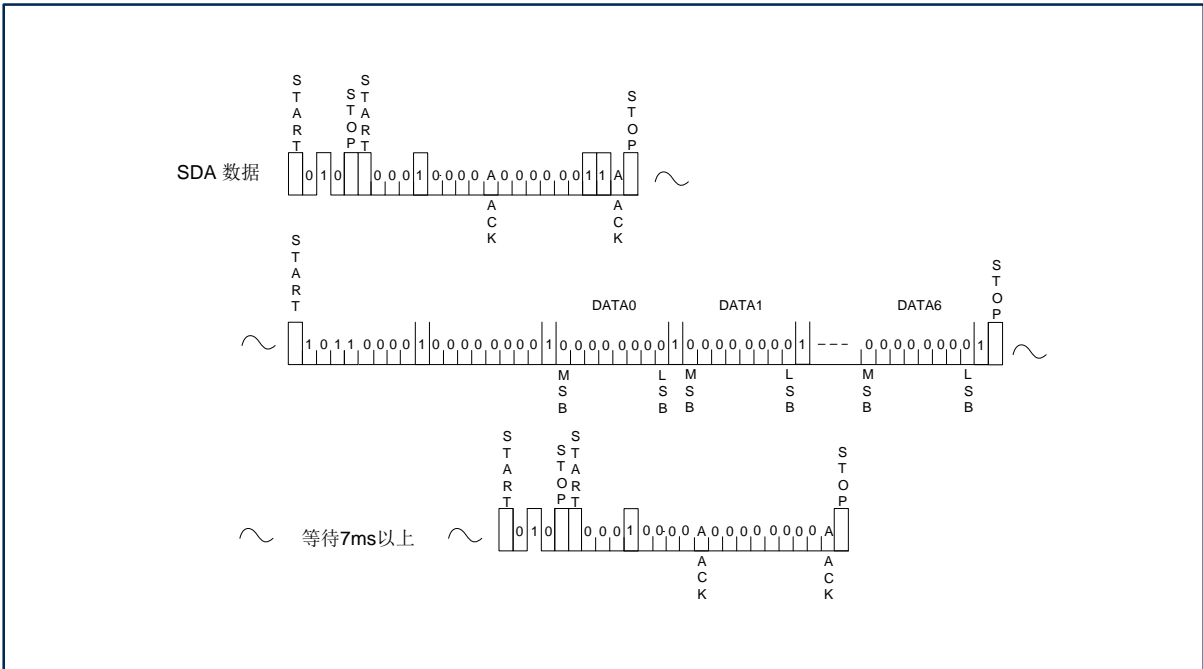 START STOP START STOP
SDA 数据 0 1 0 0 0 0 1 0 0 0 0 A 0 0 0 0 0 0 1 1 A
ACK ACK
START STOP
DATA0 DATA1 DATA6
1 0 1 1 0 0 0 0 1 0 0 0 0 0 0 0 0 1 0 0 0 0 0 0 0 0 1 0 0 0 0 0 0 0 0 1 --- 0 0 0 0 0 0 0 0 1
MSB LSB MSB LSB MSB LSB
START STOP START STOP
等待7ms以上 0 1 0 0 0 0 1 0 0 0 0 A 0 0 0 0 0 0 0 0 A
ACK ACK